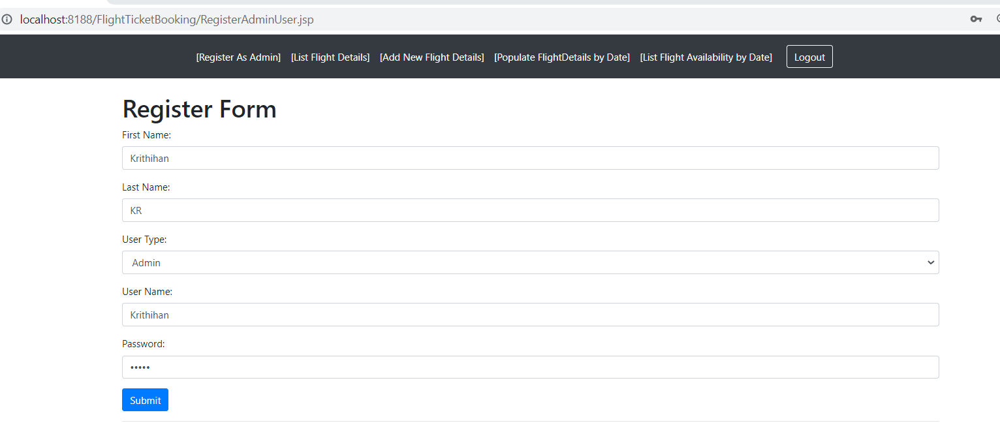 localhost:8188/FlightTicketBooking/RegisterAdminUser.jsp
[Register As Admin] [List Flight Details] [Add New Flight Details] [Populate FlightDetails by Date] [List Flight Availability by Date] Logout
Register Form
First Name:
Krithihan
Last Name:
KR
User Type:
Admin
User Name:
Krithihan
Password:
•••••
Submit